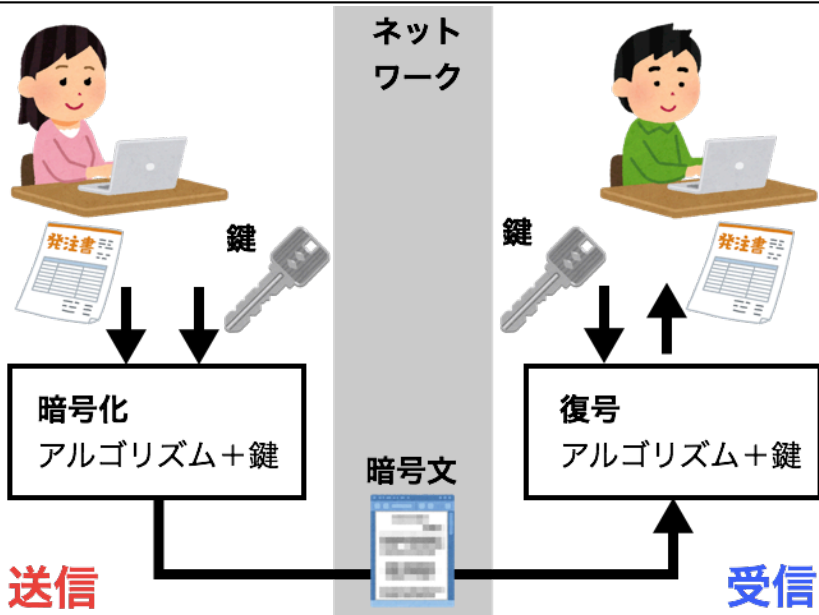 ネット
ワーク
発注書
鍵
鍵
発注書
暗号化
アルゴリズム＋鍵
復号
アルゴリズム＋鍵
暗号文
送信
受信